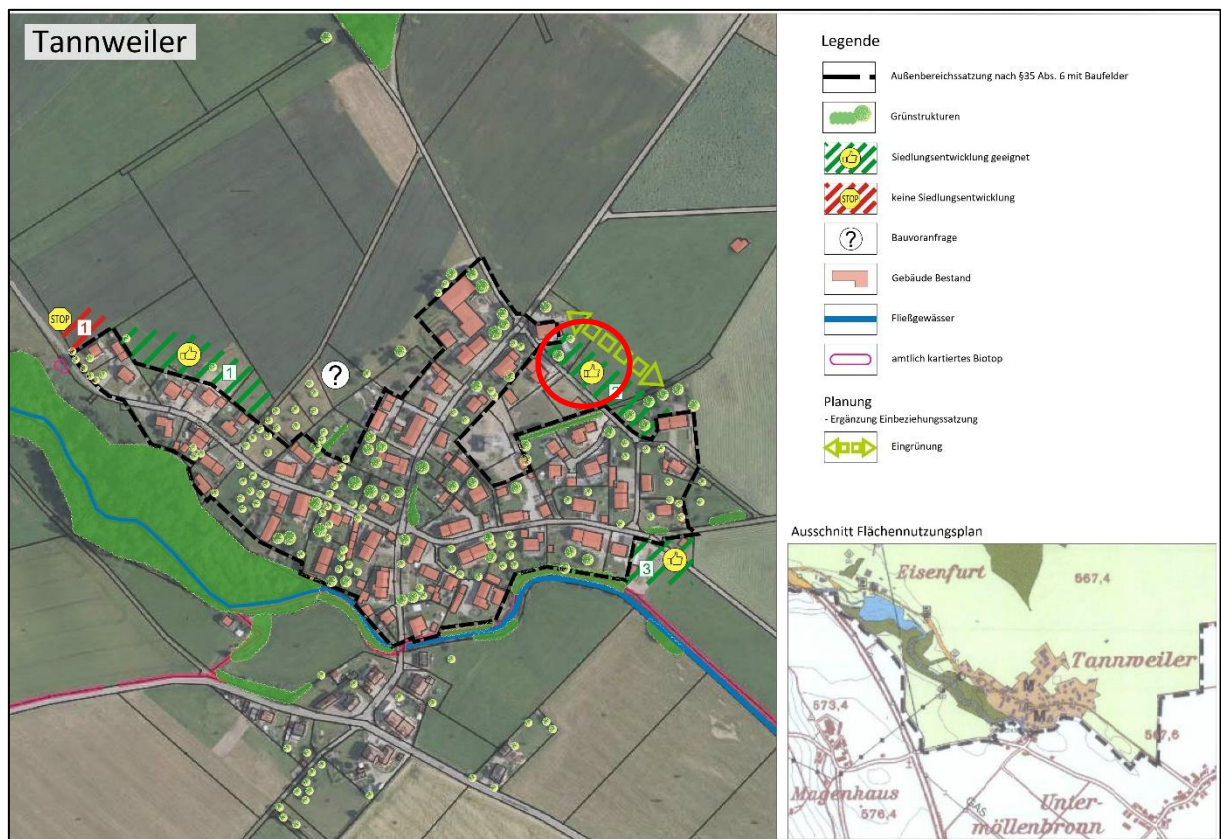 Tannweiler
STOP
1
1
?
2
3
Legende
Außenbereichssatzung nach §35 Abs. 6 mit Baufelder
Grünstrukturen
Siedlungsentwicklung geeignet
STOP
keine Siedlungsentwicklung
?
Bauvoranfrage
Gebäude Bestand
Fließgewässer
amtlich kartiertes Biotop
Planung
- Ergänzung Einbeziehungssatzung
Eingrünung
Ausschnitt Flächennutzungsplan
Eisenfurt
567,4
Tannweiler
M
M
573,4
567,6
Magenhaus
576,4
GAS
Unter-
möllenbronn